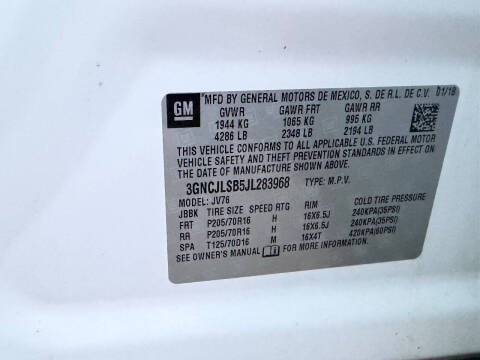 GM *MFD BY GENERAL MOTORS DE MEXICO, S. DE R.L. DE C.V. 01/18
GVWR GAWR FRT GAWR RR
1944 KG 1065 KG 995 KG
4286 LB 2348 LB 2194 LB
THIS VEHICLE CONFORMS TO ALL APPLICABLE U.S. FEDERAL MOTOR
VEHICLE SAFETY AND THEFT PREVENTION STANDARDS IN EFFECT ON
THE DATE OF MANUFACTURE SHOWN ABOVE.
3GNCJLSB5JL283968 TYPE: M.P.V.
MODEL: JV76
JBBK TIRE SIZE SPEED RTG RIM COLD TIRE PRESSURE
FRT P205/70R16 H 16X6.5J 240KPA(35PSI)
RR P205/70R16 H 16X6.5J 240KPA(35PSI)
SPA T125/70D16 M 16X4T 420KPA(60PSI)
SEE OWNER'S MANUAL FOR MORE INFORMATION.